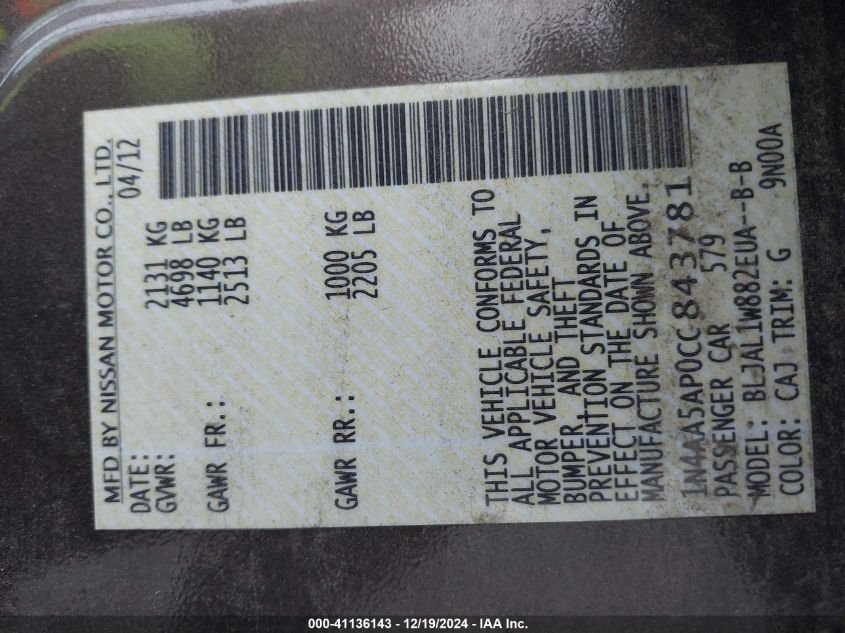 MFD BY NISSAN MOTOR CO., LTD.
DATE: 04/12
GVWR: 2131 KG
4698 LB
GAWR FR.: 1140 KG
2513 LB
GAWR RR.: 1000 KG
2205 LB
THIS VEHICLE CONFORMS TO
ALL APPLICABLE FEDERAL
MOTOR VEHICLE SAFETY,
BUMPER, AND THEFT
PREVENTION STANDARDS IN
EFFECT ON THE DATE OF
MANUFACTURE SHOWN ABOVE.
1N4AA5AP0CC843781
PASSENGER CAR 579
MODEL: BLJAL1W882EUA--B-B
COLOR: CAJ TRIM: G 9N00A
000-41136143 - 12/19/2024 - IAA Inc.